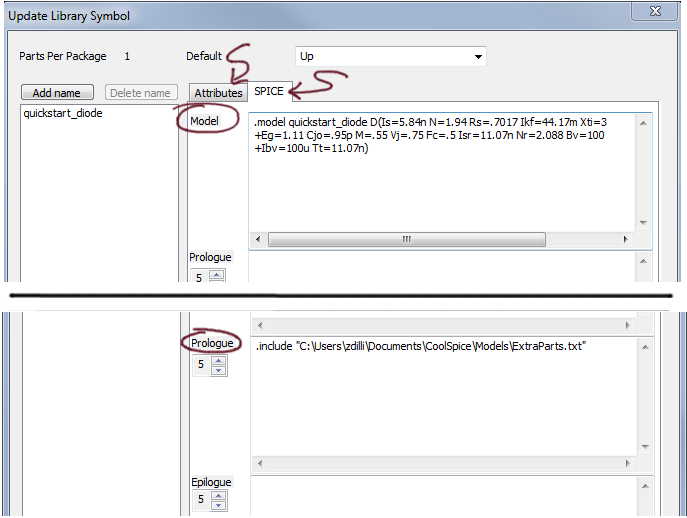 Update Library Symbol
x
Parts Per Package 1 Default Up
Add name Delete name Attributes SPICE
quickstart_diode
Model
.model quickstart_diode D(Is=5.84n N=1.94 Rs=.7017 Ikf=44.17m Xti=3
+Eg=1.11 Cjo=.95p M=.55 Vj=.75 Fc=.5 Isr=11.07n Nr=2.088 Bv=100
+Ibv=100u Tt=11.07n)
Prologue
5
Prologue
5
.include "C:\Users\zdilli\Documents\CoolSpice\Models\ExtraParts.txt"
Epilogue
5